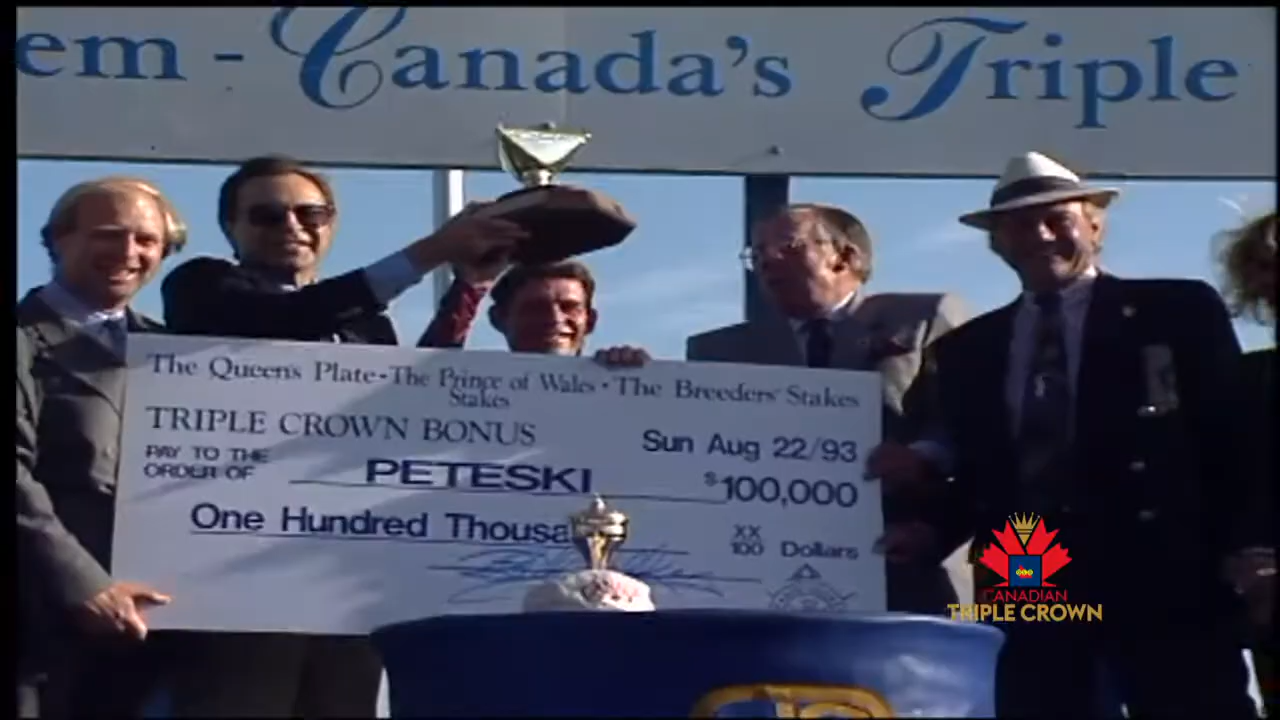 em - Canada's Triple
The Queen's Plate - The Prince of Wales Stakes • The Breeders' Stakes
TRIPLE CROWN BONUS
Sun Aug 22/93
PAY TO THE
ORDER OF
PETESKI
$100,000
One Hundred Thousa
XX
100 Dollars
OLG
CANADIAN
TRIPLE CROWN